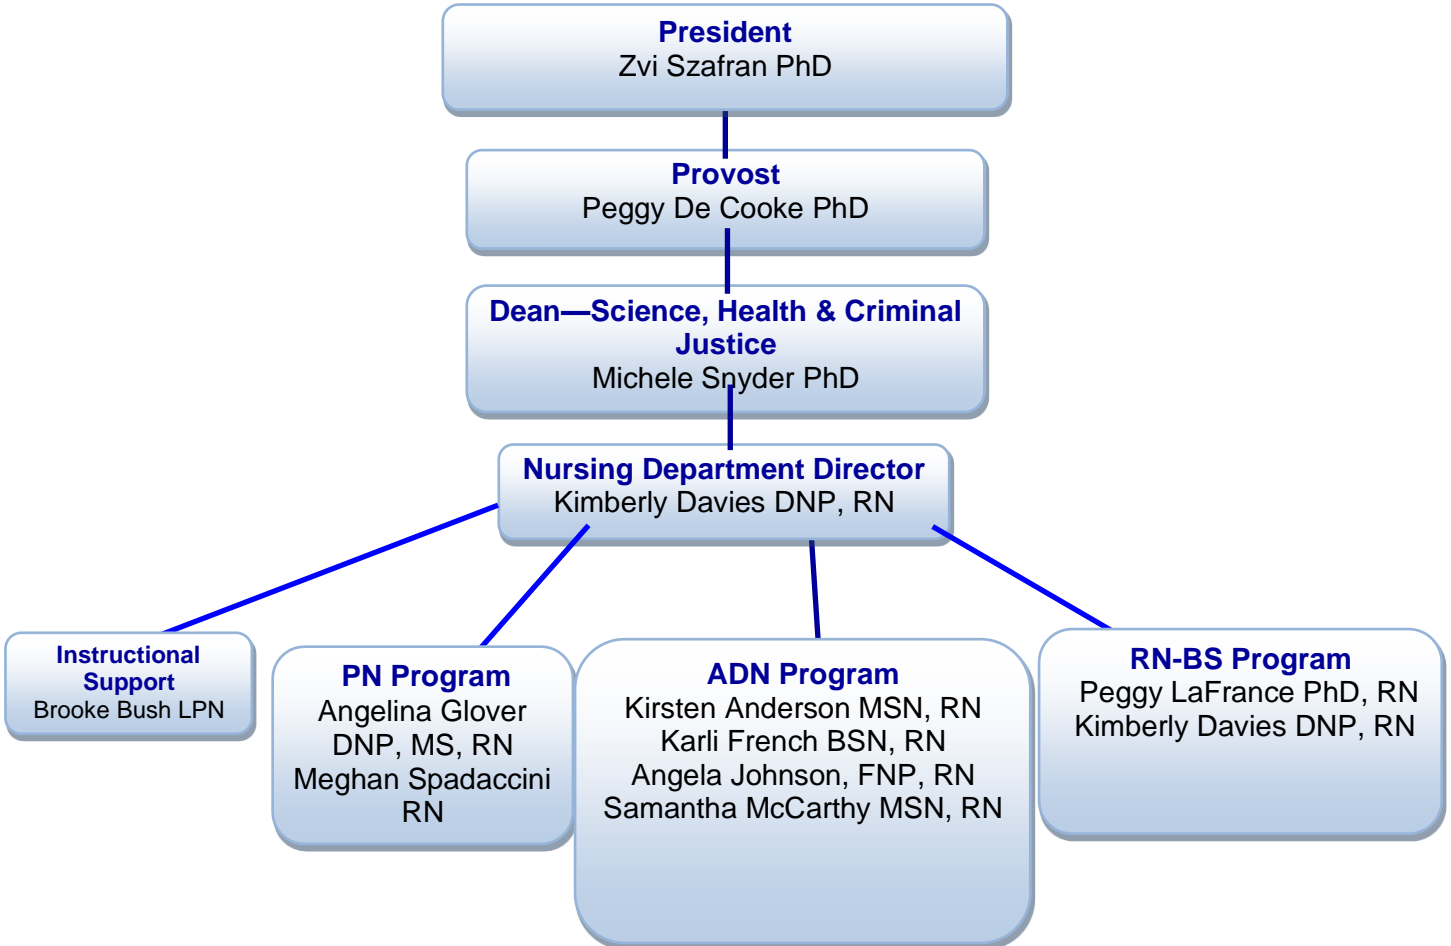 President
Zvi Szafran PhD
Provost
Peggy De Cooke PhD
Dean—Science, Health & Criminal
Justice
Michele Snyder PhD
Nursing Department Director
Kimberly Davies DNP, RN
Instructional
Support
Brooke Bush LPN
PN Program
Angelina Glover
DNP, MS, RN
Meghan Spadaccini
RN
ADN Program
Kirsten Anderson MSN, RN
Karli French BSN, RN
Angela Johnson, FNP, RN
Samantha McCarthy MSN, RN
RN-BS Program
Peggy LaFrance PhD, RN
Kimberly Davies DNP, RN